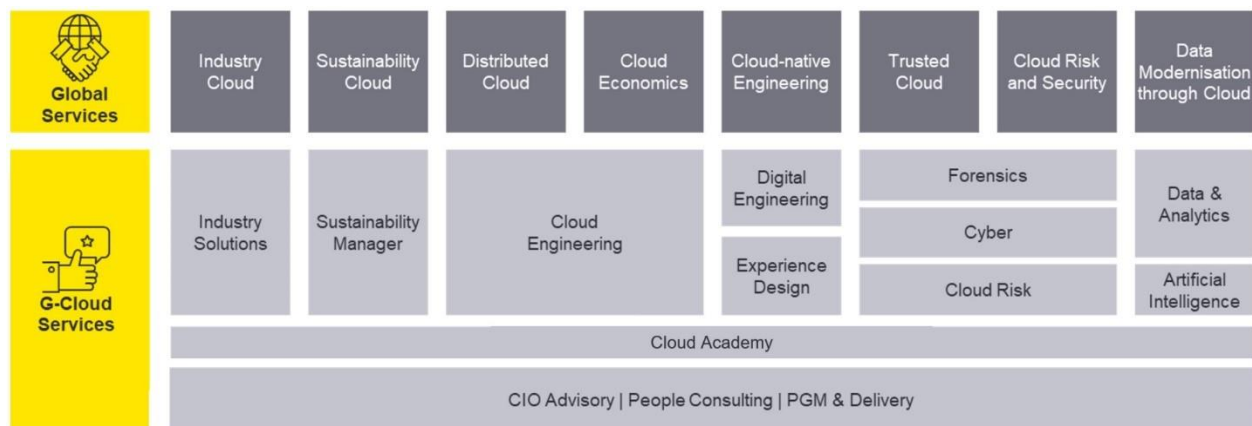 Global
Services
Industry
Cloud
Sustainability
Cloud
Distributed
Cloud
Cloud
Economics
Cloud-native
Engineering
Trusted
Cloud
Cloud Risk
and Security
Data
Modernisation
through Cloud
G-Cloud
Services
Industry
Solutions
Sustainability
Manager
Cloud
Engineering
Digital
Engineering
Experience
Design
Forensics
Cyber
Cloud Risk
Data &
Analytics
Artificial
Intelligence
Cloud Academy
CIO Advisory | People Consulting | PGM & Delivery